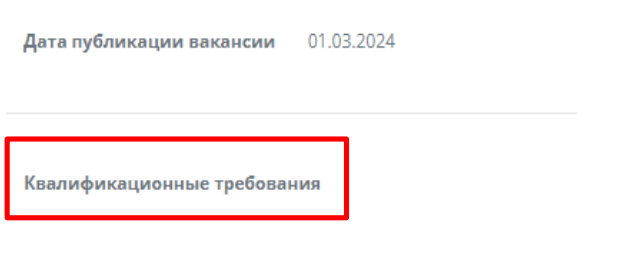 Дата публикации вакансии 01.03.2024
Квалификационные требования